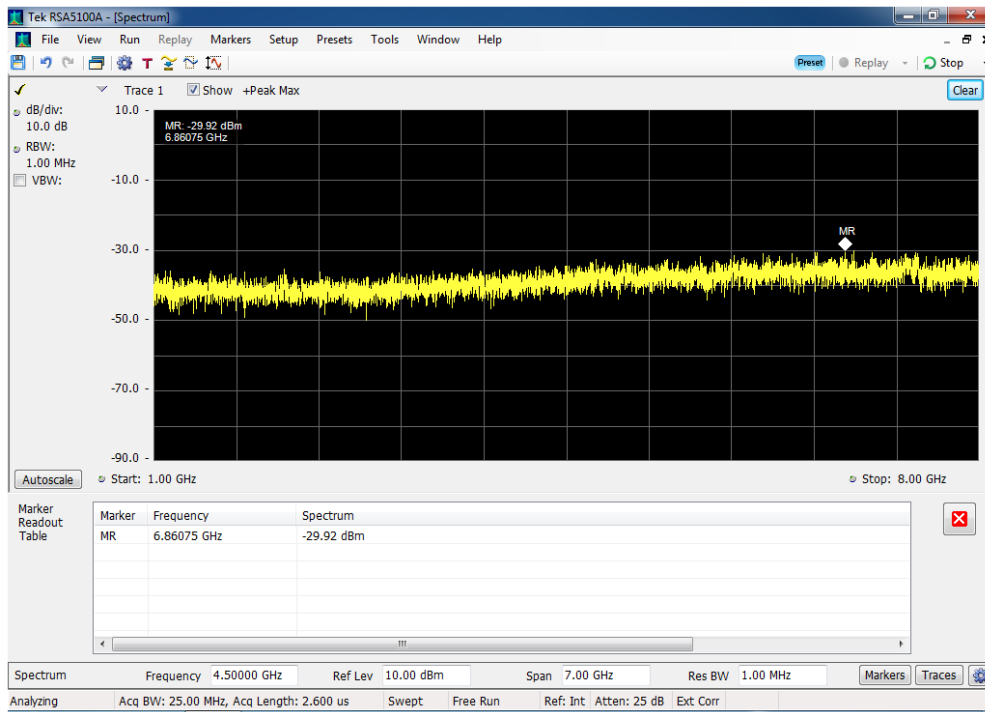 Tek RSA5100A - [Spectrum]
File View Run Replay Markers Setup Presets Tools Window Help
T Preset Replay Stop
Trace 1 Show +Peak Max Clear
dB/div:
10.0 dB
RBW:
1.00 MHz
VBW:
10.0 -
-10.0 -
-30.0 -
-50.0 -
-70.0 -
-90.0 -
MR: -29.92 dBm
6.86075 GHz
MR
Autoscale Start: 1.00 GHz Stop: 8.00 GHz
Marker
Readout
Table
Marker Frequency Spectrum
MR 6.86075 GHz -29.92 dBm
Spectrum Frequency 4.50000 GHz Ref Lev 10.00 dBm Span 7.00 GHz Res BW 1.00 MHz Markers Traces
Analyzing Acq BW: 25.00 MHz, Acq Length: 2.600 us Swept Free Run Ref: Int Atten: 25 dB Ext Corr